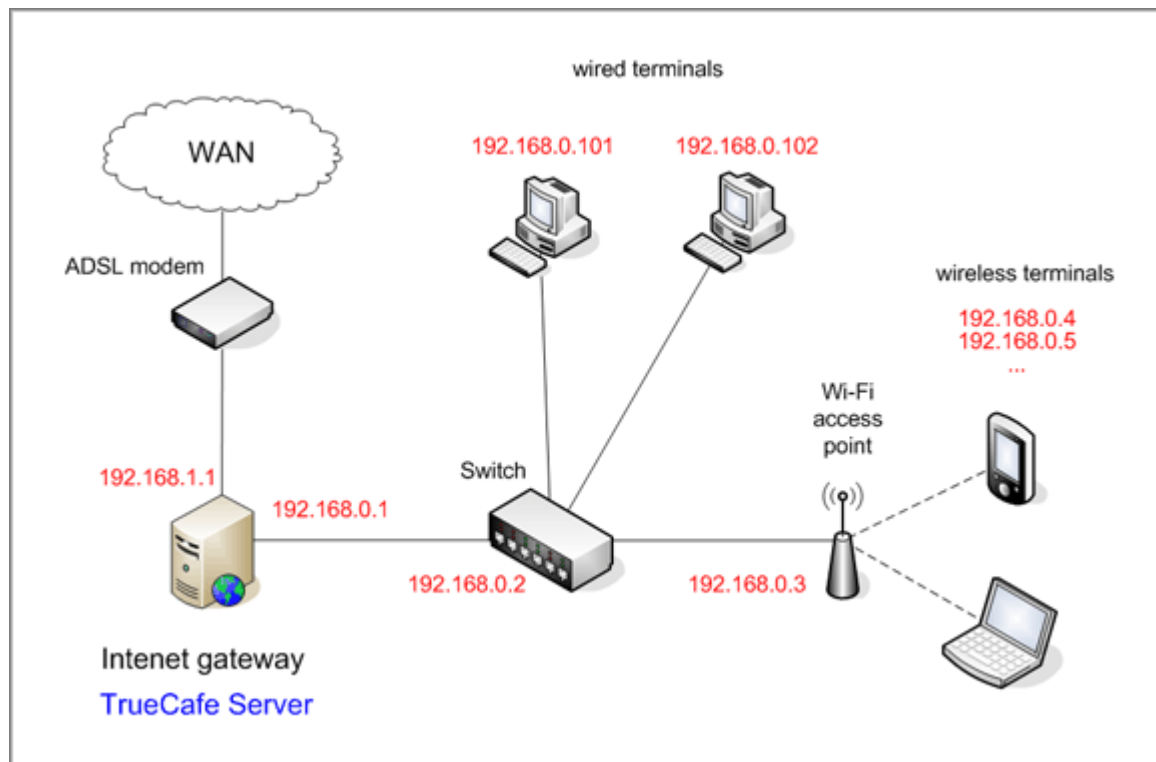 wired terminals
WAN
192.168.0.101
192.168.0.102
ADSL modem
wireless terminals
192.168.0.4
192.168.0.5
...
Wi-Fi
access
point
Switch
192.168.1.1
192.168.0.1
192.168.0.2
192.168.0.3
Intenet gateway
TrueCafe Server